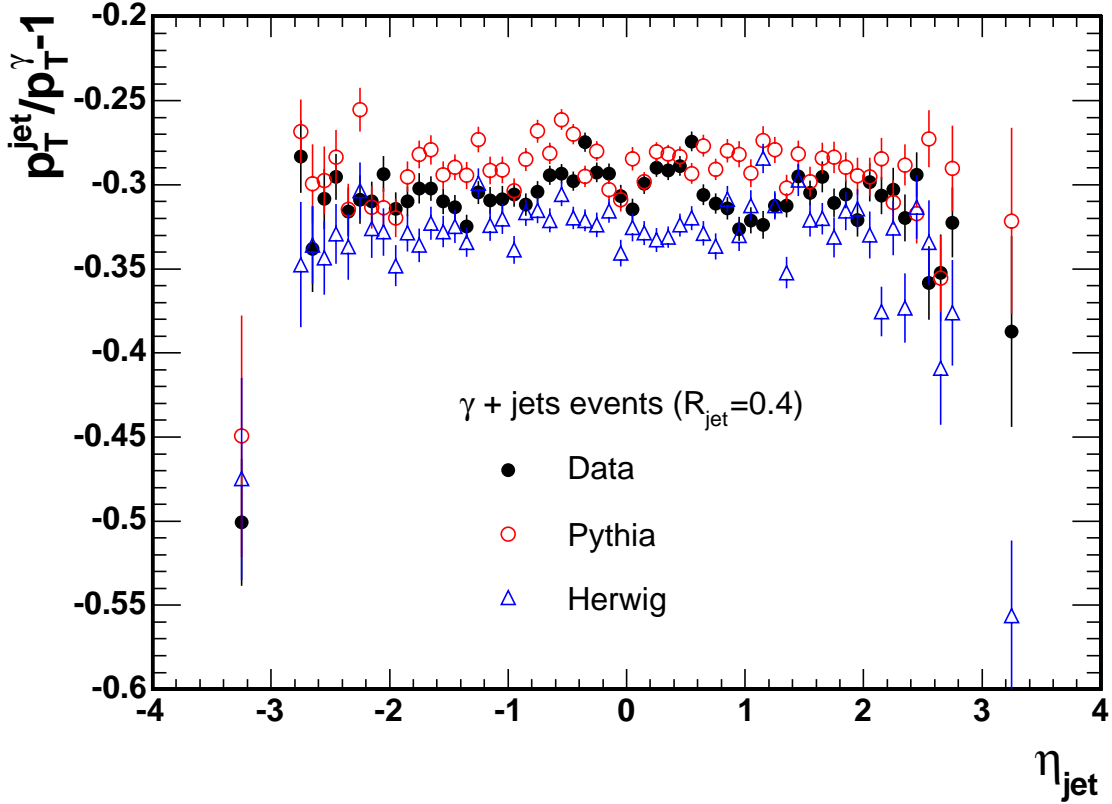 p_T^jet/p_T^γ-1
-0.2
-0.25
-0.3
-0.35
-0.4
-0.45
-0.5
-0.55
-0.6
γ + jets events (R_jet=0.4)
Data
Pythia
Herwig
-4 -3 -2 -1 0 1 2 3 4
η_jet